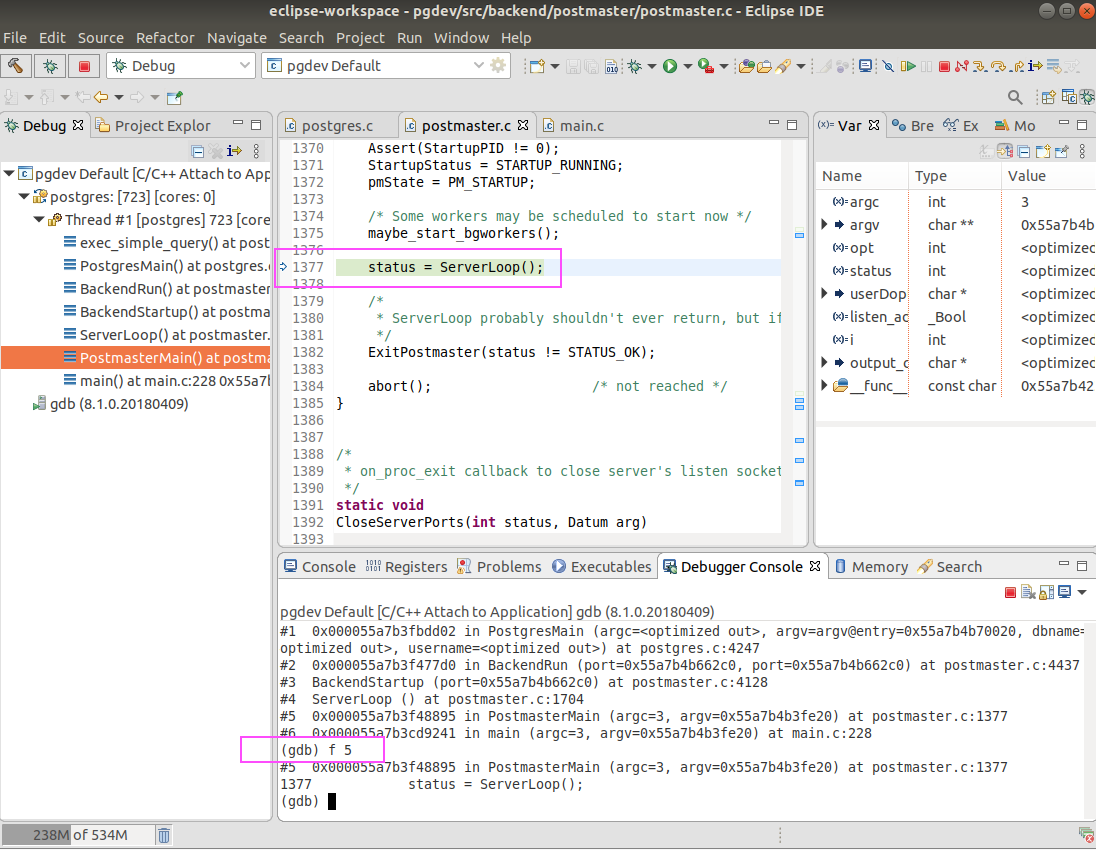 eclipse-workspace - pgdev/src/backend/postmaster/postmaster.c - Eclipse IDE
File Edit Source Refactor Navigate Search Project Run Window Help
Debug
pgdev Default
Debug
Project Explor
pgdev Default [C/C++ Attach to App
postgres: [723] [cores: 0]
Thread #1 [postgres] 723 [core
exec_simple_query() at post
PostgresMain() at postgres.c
BackendRun() at postmaster
BackendStartup() at postma
ServerLoop() at postmaster.
PostmasterMain() at postma
main() at main.c:228 0x55a7b
gdb (8.1.0.20180409)
postgres.c
postmaster.c
main.c
1370 Assert(StartupPID != 0);
1371 StartupStatus = STARTUP_RUNNING;
1372 pmState = PM_STARTUP;
1373
1374 /* Some workers may be scheduled to start now */
1375 maybe_start_bgworkers();
1376
1377 status = ServerLoop();
1378
1379 /*
1380 * ServerLoop probably shouldn't ever return, but if
1381 */
1382 ExitPostmaster(status != STATUS_OK);
1383
1384 abort(); /* not reached */
1385 }
1386
1387
1388 /*
1389 * on_proc_exit callback to close server's listen socket
1390 */
1391 static void
1392 CloseServerPorts(int status, Datum arg)
1393
(x)= Var
Bre
Ex
Mo
Name Type Value
(x)= argc int 3
argv char ** 0x55a7b4b
(x)= opt int <optimized
(x)= status int <optimized
userDop char * <optimized
(x)= listen_ac _Bool <optimized
(x)= i int <optimized
output_c char * <optimized
__func__ const char 0x55a7b42
Console
Registers
Problems
Executables
Debugger Console
Memory
Search
pgdev Default [C/C++ Attach to Application] gdb (8.1.0.20180409)
#1 0x000055a7b3fbdd02 in PostgresMain (argc=<optimized out>, argv=argv@entry=0x55a7b4b70020, dbname=
optimized out>, username=<optimized out>) at postgres.c:4247
#2 0x000055a7b3f477d0 in BackendRun (port=0x55a7b4b662c0, port=0x55a7b4b662c0) at postmaster.c:4437
#3 BackendStartup (port=0x55a7b4b662c0) at postmaster.c:4128
#4 ServerLoop () at postmaster.c:1704
#5 0x000055a7b3f48895 in PostmasterMain (argc=3, argv=0x55a7b4b3fe20) at postmaster.c:1377
#6 0x000055a7b3cd9241 in main (argc=3, argv=0x55a7b4b3fe20) at main.c:228
(gdb) f 5
#5 0x000055a7b3f48895 in PostmasterMain (argc=3, argv=0x55a7b4b3fe20) at postmaster.c:1377
1377 status = ServerLoop();
(gdb)
238M of 534M